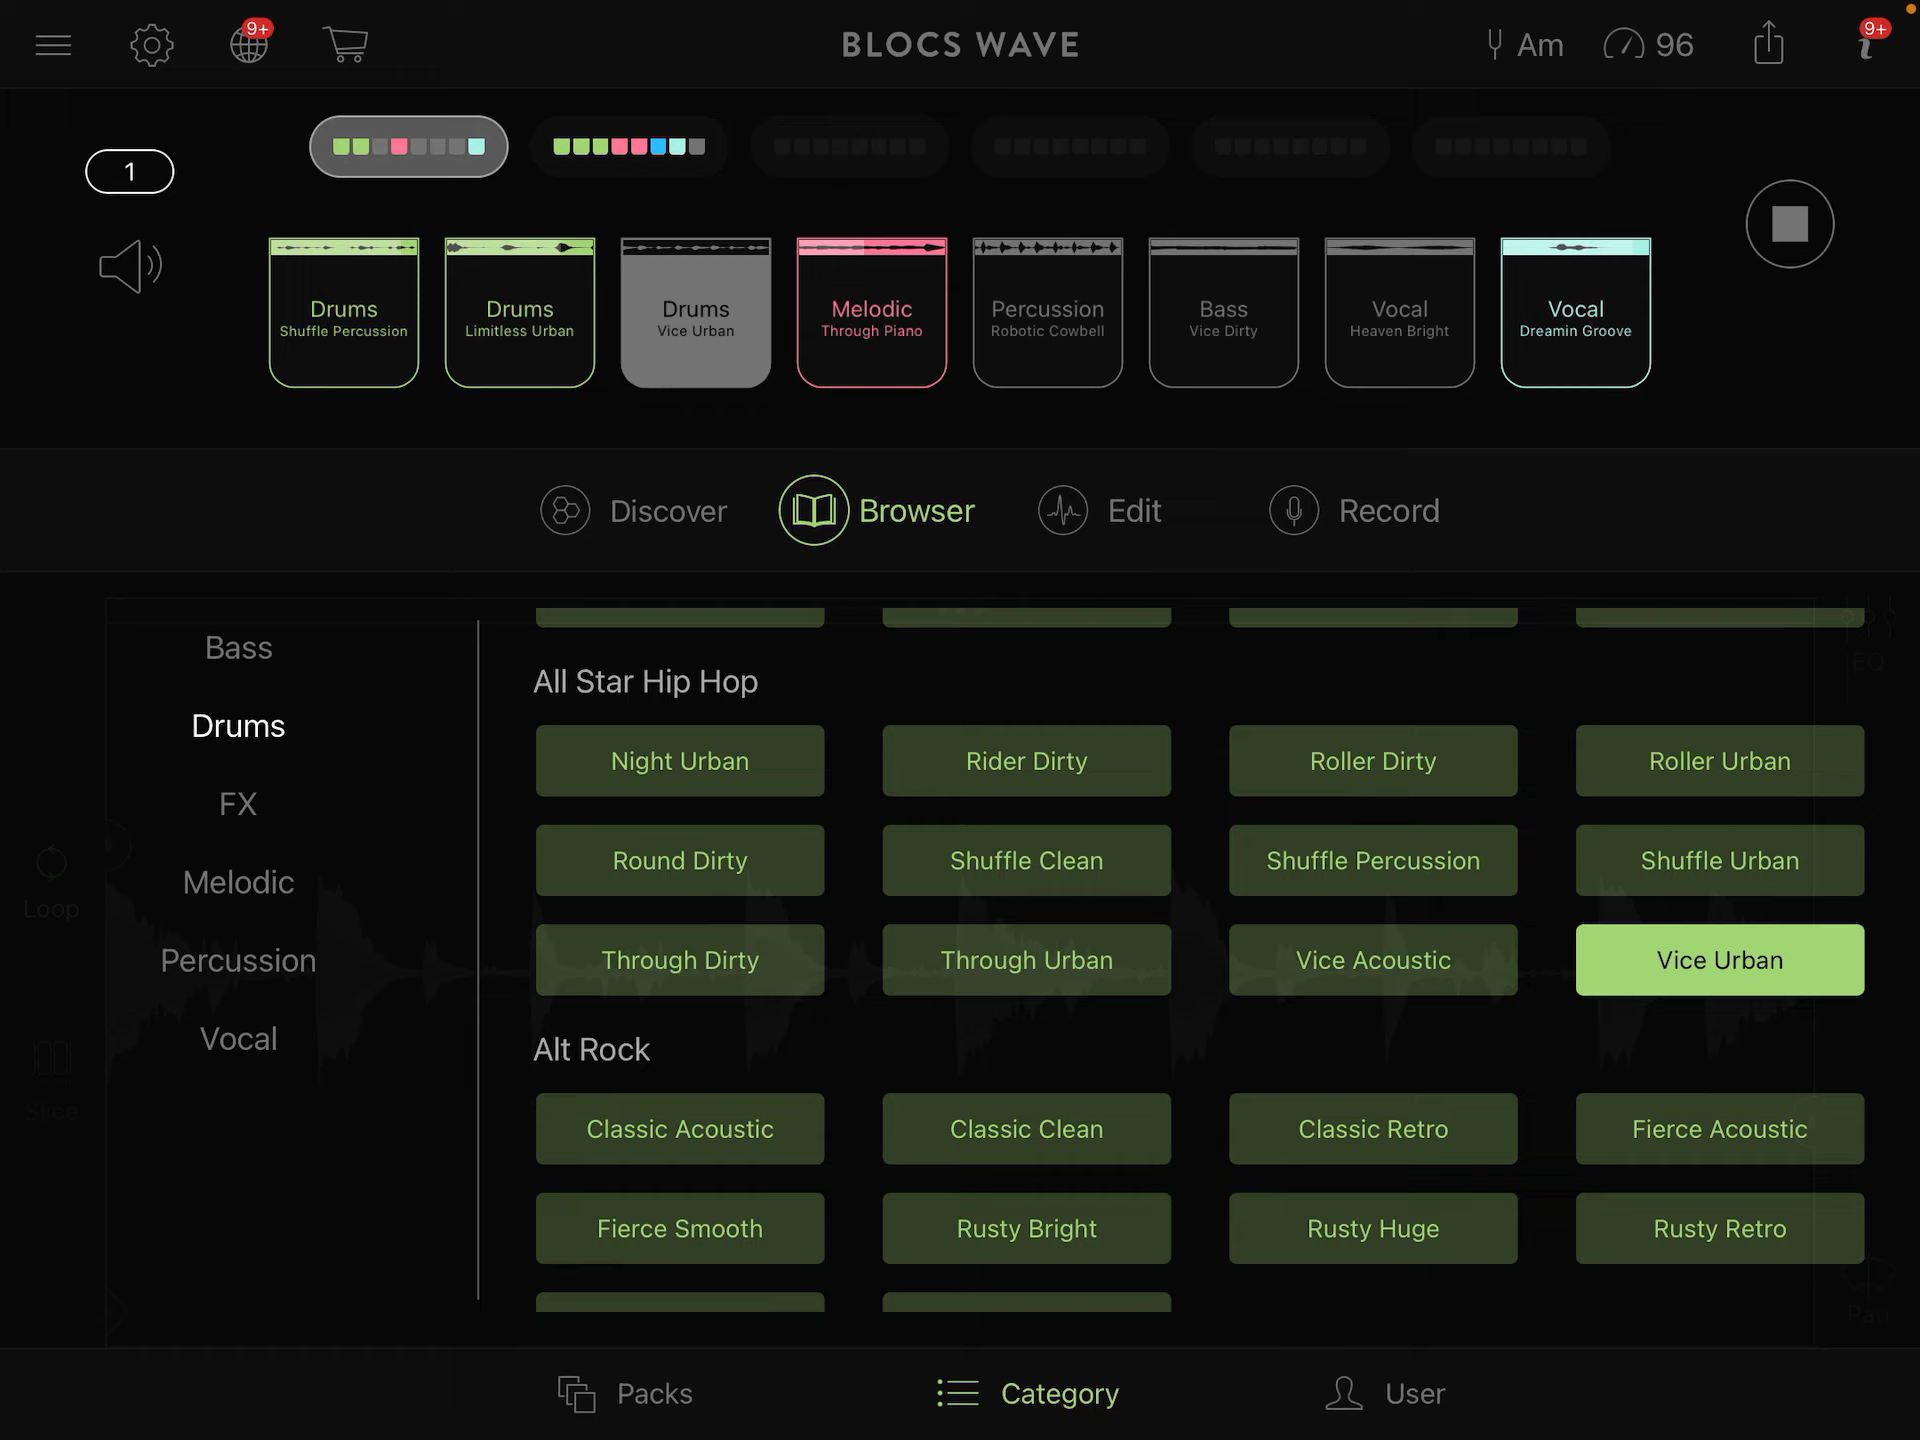 9+
BLOCS WAVE
Am
96
9+
1
Drums
Shuffle Percussion
Drums
Limitless Urban
Drums
Vice Urban
Melodic
Through Piano
Percussion
Robotic Cowbell
Bass
Vice Dirty
Vocal
Heaven Bright
Vocal
Dreamin Groove
Discover
Browser
Edit
Record
Bass
Drums
FX
Melodic
Percussion
Vocal
Loop
Slice
EQ
Pan
All Star Hip Hop
Night Urban
Rider Dirty
Roller Dirty
Roller Urban
Round Dirty
Shuffle Clean
Shuffle Percussion
Shuffle Urban
Through Dirty
Through Urban
Vice Acoustic
Vice Urban
Alt Rock
Classic Acoustic
Classic Clean
Classic Retro
Fierce Acoustic
Fierce Smooth
Rusty Bright
Rusty Huge
Rusty Retro
Packs
Category
User